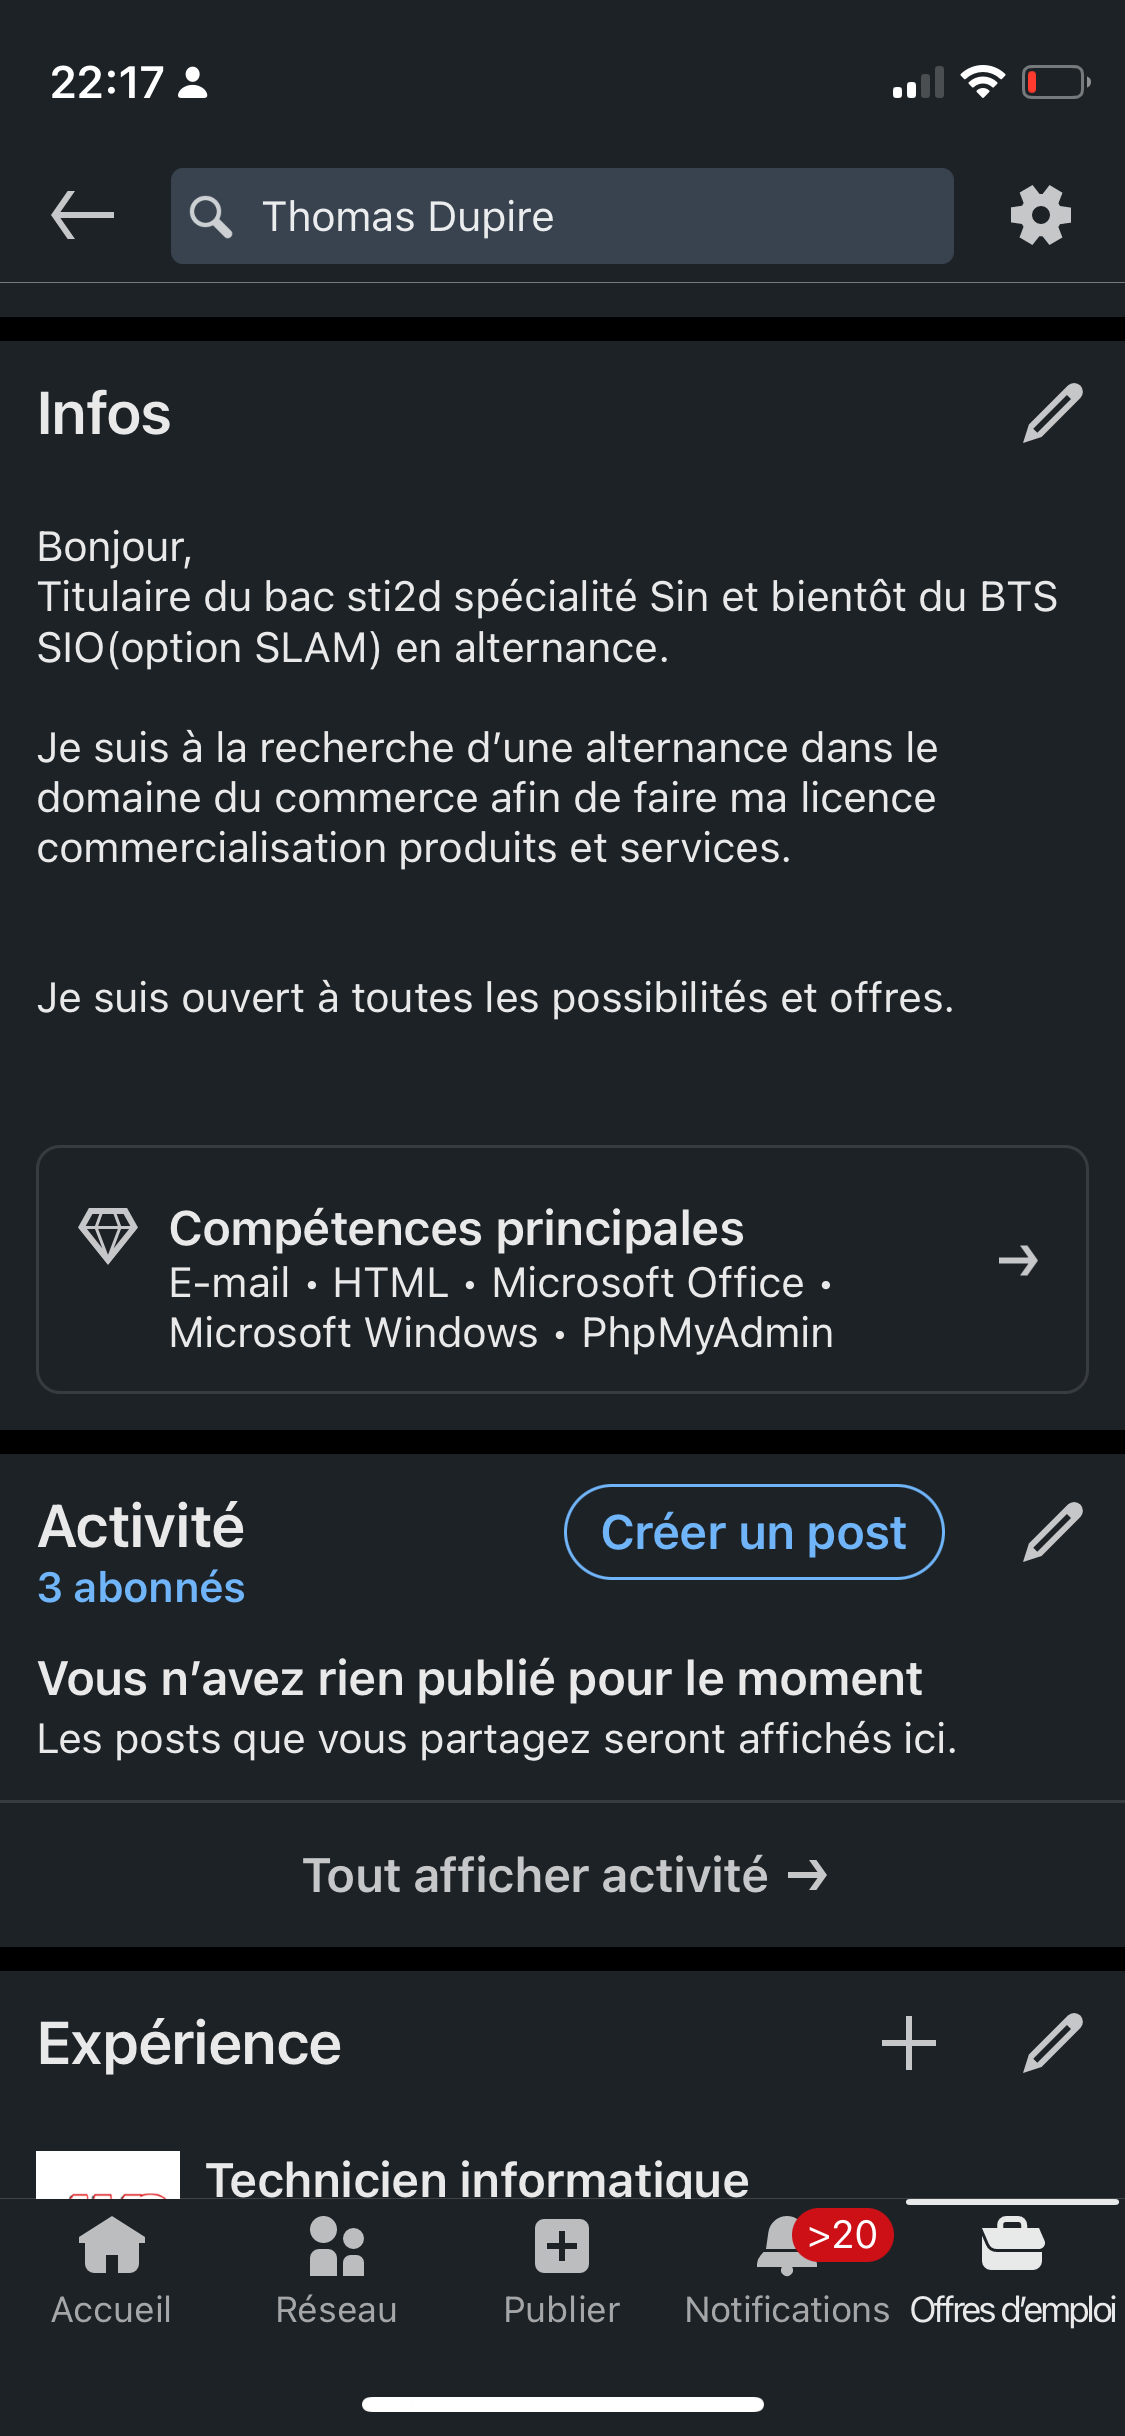 22:17
Thomas Dupire
Infos
Bonjour,
Titulaire du bac sti2d spécialité Sin et bientôt du BTS
SIO(option SLAM) en alternance.
Je suis à la recherche d’une alternance dans le
domaine du commerce afin de faire ma licence
commercialisation produits et services.
Je suis ouvert à toutes les possibilités et offres.
Compétences principales
E-mail • HTML • Microsoft Office •
Microsoft Windows • PhpMyAdmin
Activité
Créer un post
3 abonnés
Vous n’avez rien publié pour le moment
Les posts que vous partagez seront affichés ici.
Tout afficher activité →
Expérience
Technicien informatique
>20
Accueil
Réseau
Publier
Notifications
Offres d’emploi